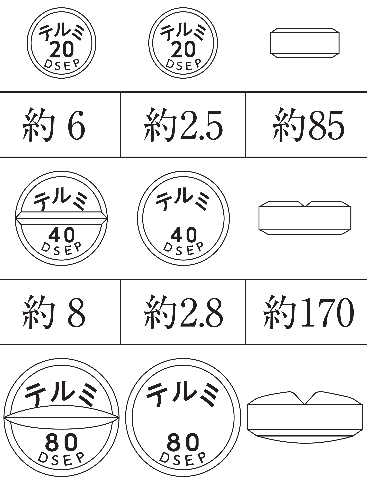 テルミ テルミ
20 20
DSEP DSEP
約 6 約2.5 約85
テルミ テルミ
40 40
DSEP DSEP
約 8 約2.8 約170
テルミ テルミ
80 80
DSEP DSEP